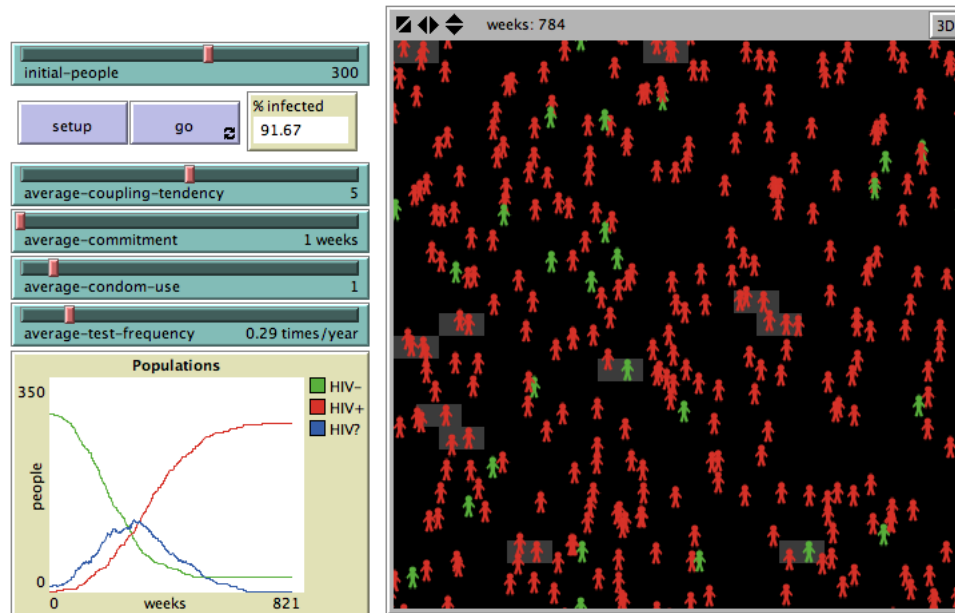 weeks: 784
3D
initial-people 300
setup
go
% infected
91.67
average-coupling-tendency 5
average-commitment 1 weeks
average-condom-use 1
average-test-frequency 0.29 times/year
Populations
350
people
0
0 weeks 821
HIV-
HIV+
HIV?